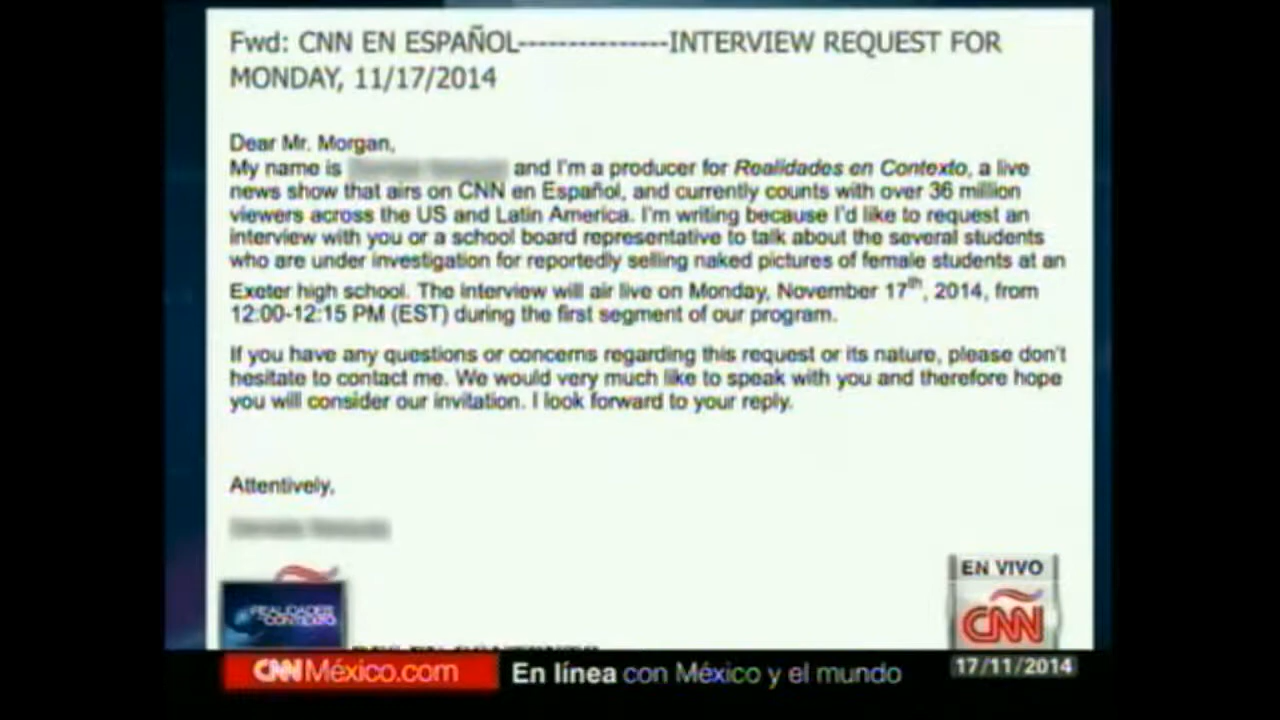 Fwd: CNN EN ESPAÑOL---------------INTERVIEW REQUEST FOR
MONDAY, 11/17/2014
Dear Mr. Morgan,
My name is and I'm a producer for Realidades en Contexto, a live
news show that airs on CNN en Español, and currently counts with over 36 million
viewers across the US and Latin America. I'm writing because I'd like to request an
interview with you or a school board representative to talk about the several students
who are under investigation for reportedly selling naked pictures of female students at an
Exeter high school. The interview will air live on Monday, November 17th, 2014, from
12:00-12:15 PM (EST) during the first segment of our program.
If you have any questions or concerns regarding this request or its nature, please don't
hesitate to contact me. We would very much like to speak with you and therefore hope
you will consider our invitation. I look forward to your reply.
Attentively,
EN VIVO
CNN
REALIDADES
EN CONTEXTO
CNNMéxico.com
En línea con México y el mundo
17/11/2014